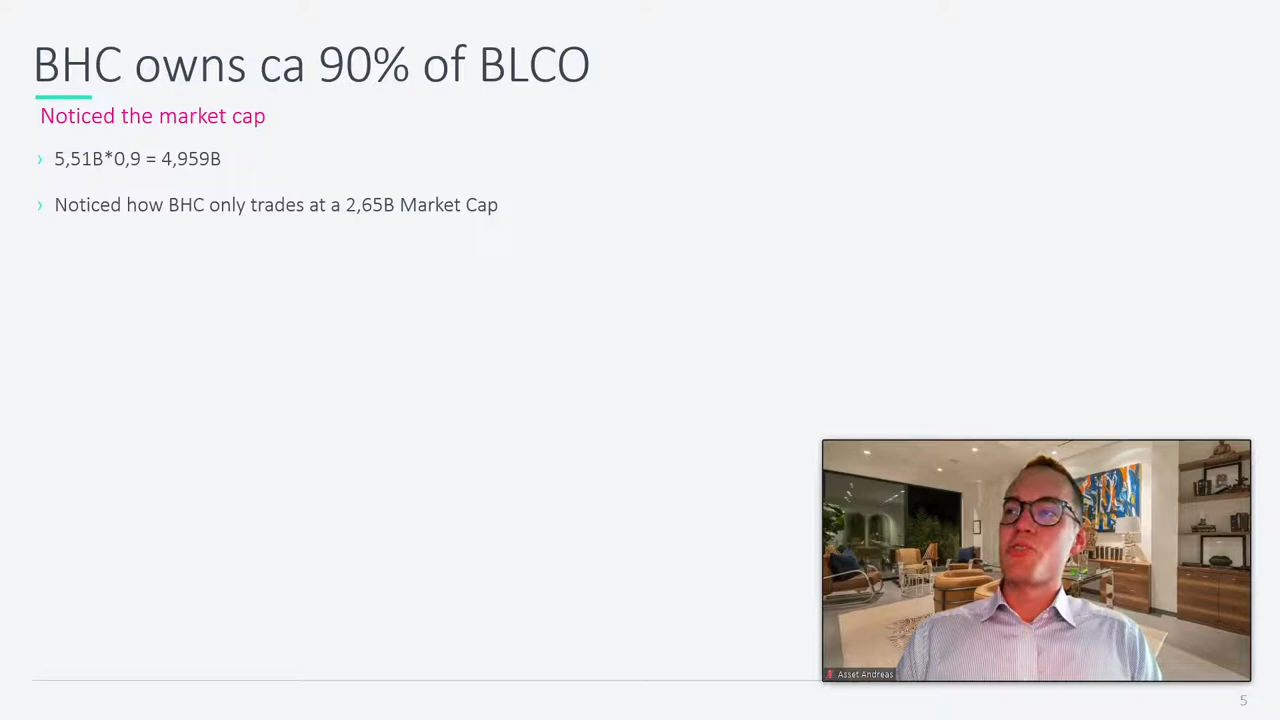 BHC owns ca 90% of BLCO
Noticed the market cap
› 5,51B*0,9 = 4,959B
› Noticed how BHC only trades at a 2,65B Market Cap
Asset Andreas
5